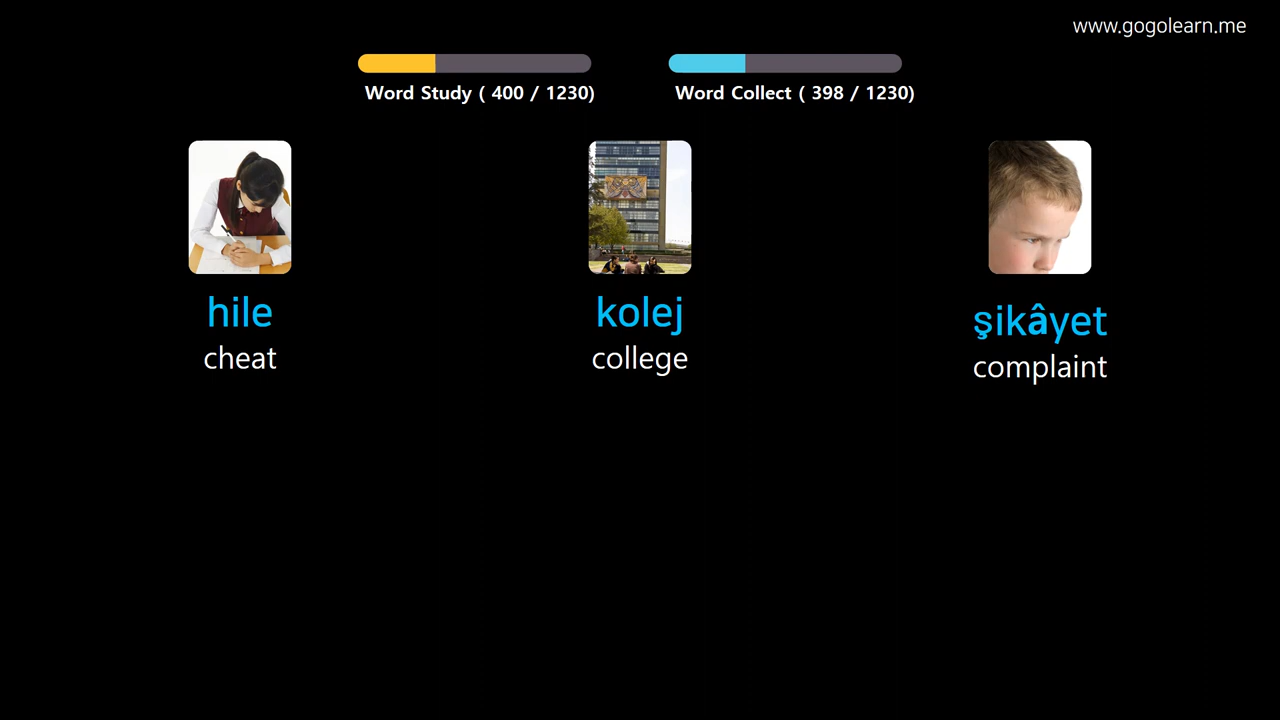 www.gogolearn.me
Word Study ( 400 / 1230)
Word Collect ( 398 / 1230)
hile
cheat
kolej
college
şikâyet
complaint